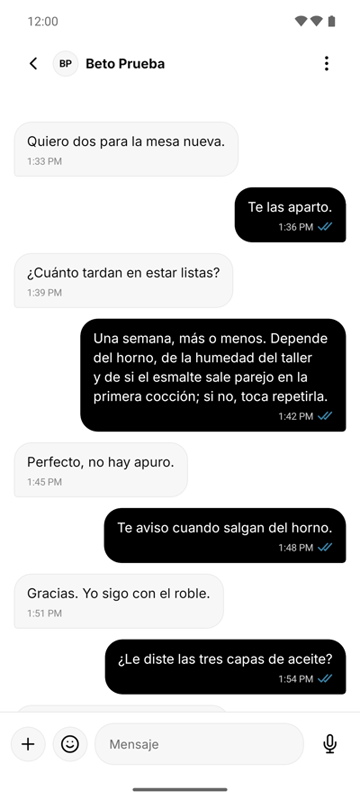 12:00
BP Beto Prueba
Quiero dos para la mesa nueva.
1:33 PM
Te las aparto.
1:36 PM
¿Cuánto tardan en estar listas?
1:39 PM
Una semana, más o menos. Depende
del horno, de la humedad del taller
y de si el esmalte sale parejo en la
primera cocción; si no, toca repetirla.
1:42 PM
Perfecto, no hay apuro.
1:45 PM
Te aviso cuando salgan del horno.
1:48 PM
Gracias. Yo sigo con el roble.
1:51 PM
¿Le diste las tres capas de aceite?
1:54 PM
Mensaje